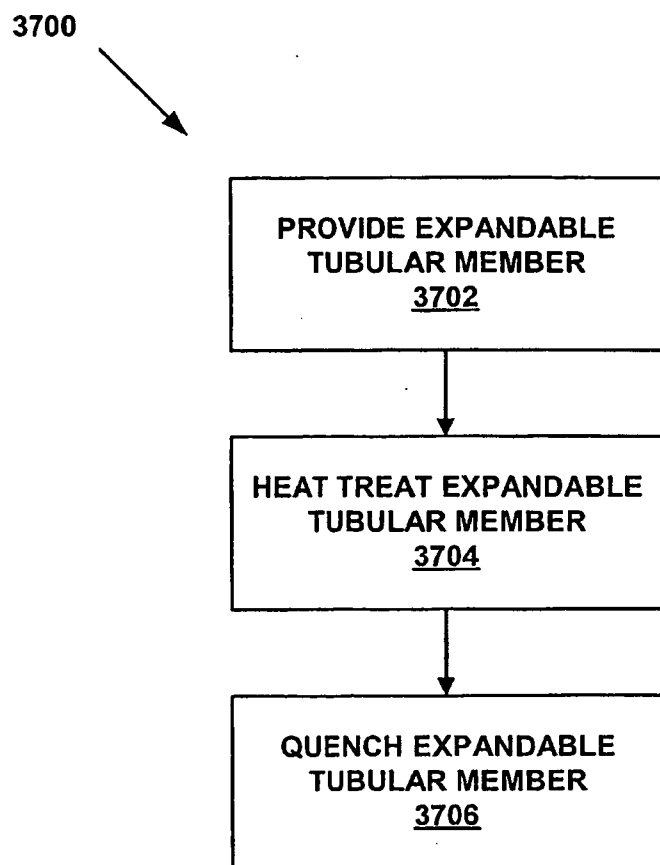 3700
PROVIDE EXPANDABLE
TUBULAR MEMBER
3702
HEAT TREAT EXPANDABLE
TUBULAR MEMBER
3704
QUENCH EXPANDABLE
TUBULAR MEMBER
3706